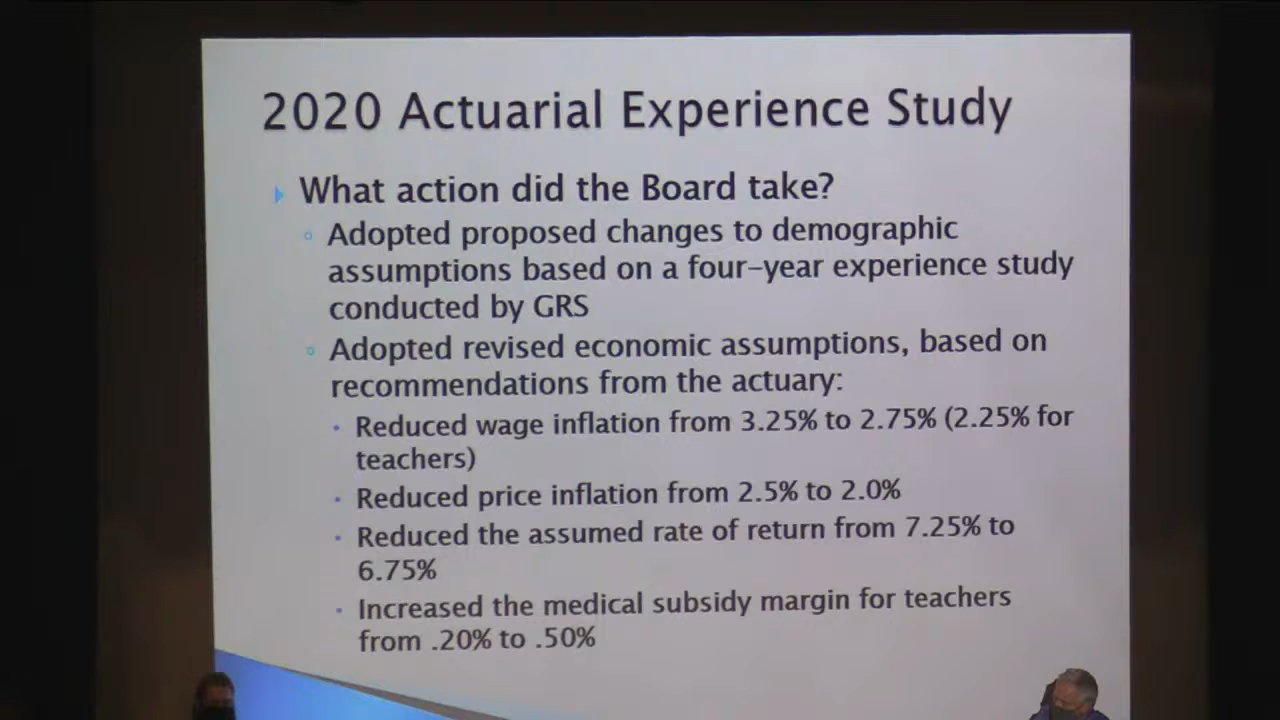 2020 Actuarial Experience Study
What action did the Board take?
Adopted proposed changes to demographic
assumptions based on a four-year experience study
conducted by GRS
Adopted revised economic assumptions, based on
recommendations from the actuary:
Reduced wage inflation from 3.25% to 2.75% (2.25% for
teachers)
Reduced price inflation from 2.5% to 2.0%
Reduced the assumed rate of return from 7.25% to
6.75%
Increased the medical subsidy margin for teachers
from .20% to .50%